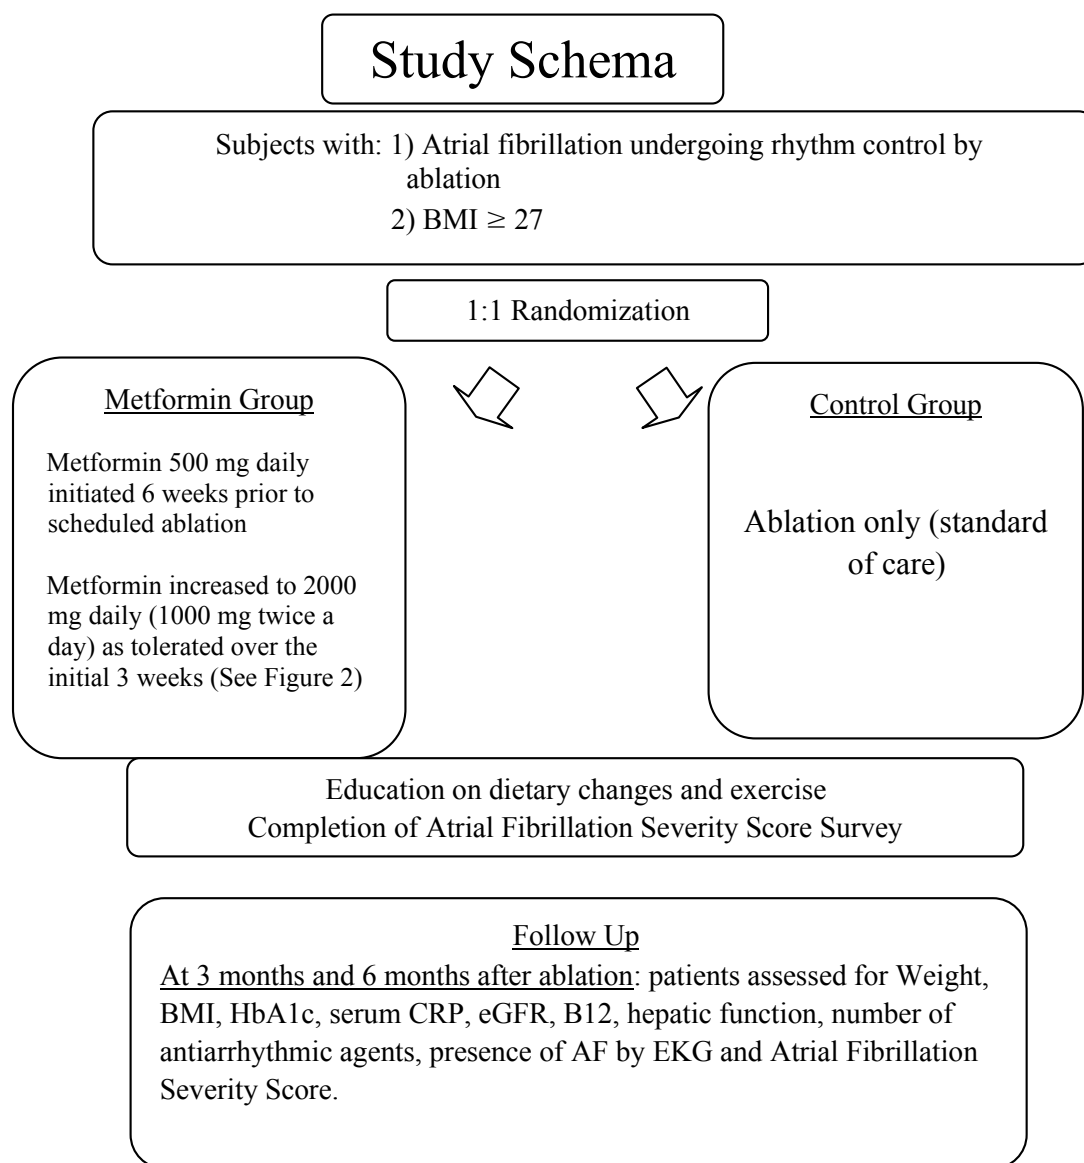 Study Schema
Subjects with: 1) Atrial fibrillation undergoing rhythm control by
ablation
2) BMI ≥ 27
1:1 Randomization
Metformin Group
Metformin 500 mg daily
initiated 6 weeks prior to
scheduled ablation
Metformin increased to 2000
mg daily (1000 mg twice a
day) as tolerated over the
initial 3 weeks (See Figure 2)
Control Group
Ablation only (standard
of care)
Education on dietary changes and exercise
Completion of Atrial Fibrillation Severity Score Survey
Follow Up
At 3 months and 6 months after ablation: patients assessed for Weight,
BMI, HbA1c, serum CRP, eGFR, B12, hepatic function, number of
antiarrhythmic agents, presence of AF by EKG and Atrial Fibrillation
Severity Score.